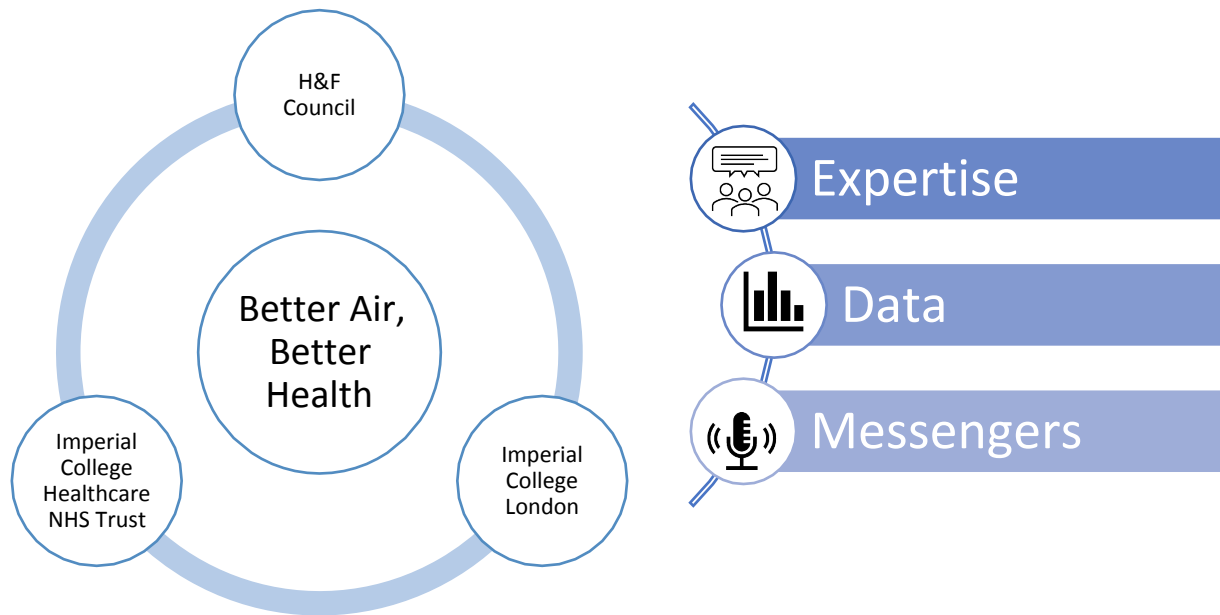 H&F
Council
Better Air,
Better
Health
Imperial
College
Healthcare
NHS Trust
Imperial
College
London
Expertise
Data
Messengers